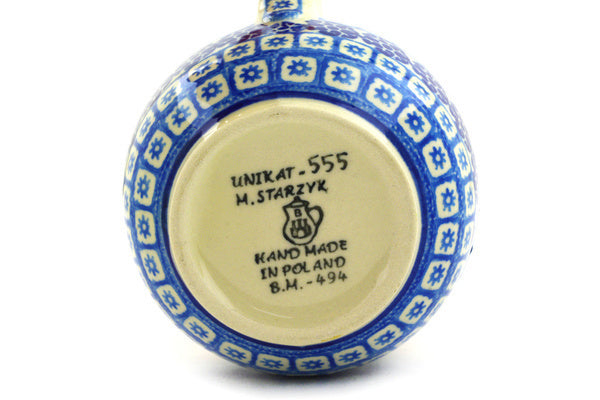 UNIKAT-555
M. STARZYK
B
HAND MADE
IN POLAND
B.M.-494